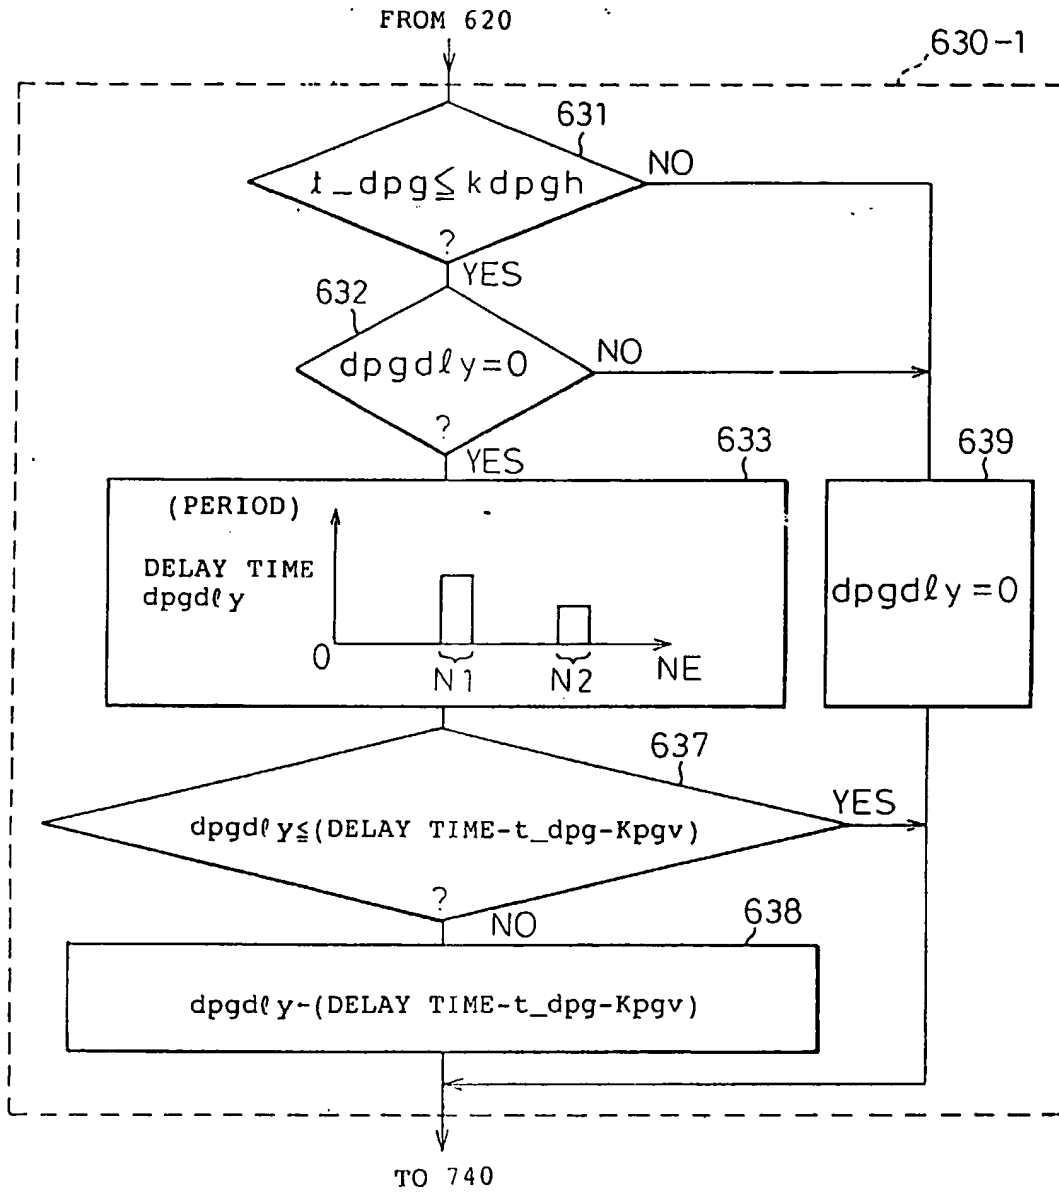 FROM 620
630-1
631
t_dpg≦kdpgh
?
NO
YES
632
dpgdℓy=0
?
NO
YES
633
(PERIOD)
DELAY TIME
dpgdℓy
0
N1
N2
NE
639
dpgdℓy=0
637
dpgdℓy≦(DELAY TIME-t_dpg-Kpgv)
?
YES
NO
638
dpgdℓy-(DELAY TIME-t_dpg-Kpgv)
TO 740